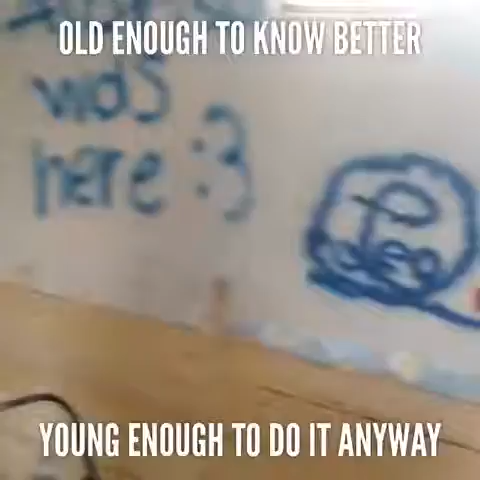 OLD ENOUGH TO KNOW BETTER
was
here :3
YOUNG ENOUGH TO DO IT ANYWAY